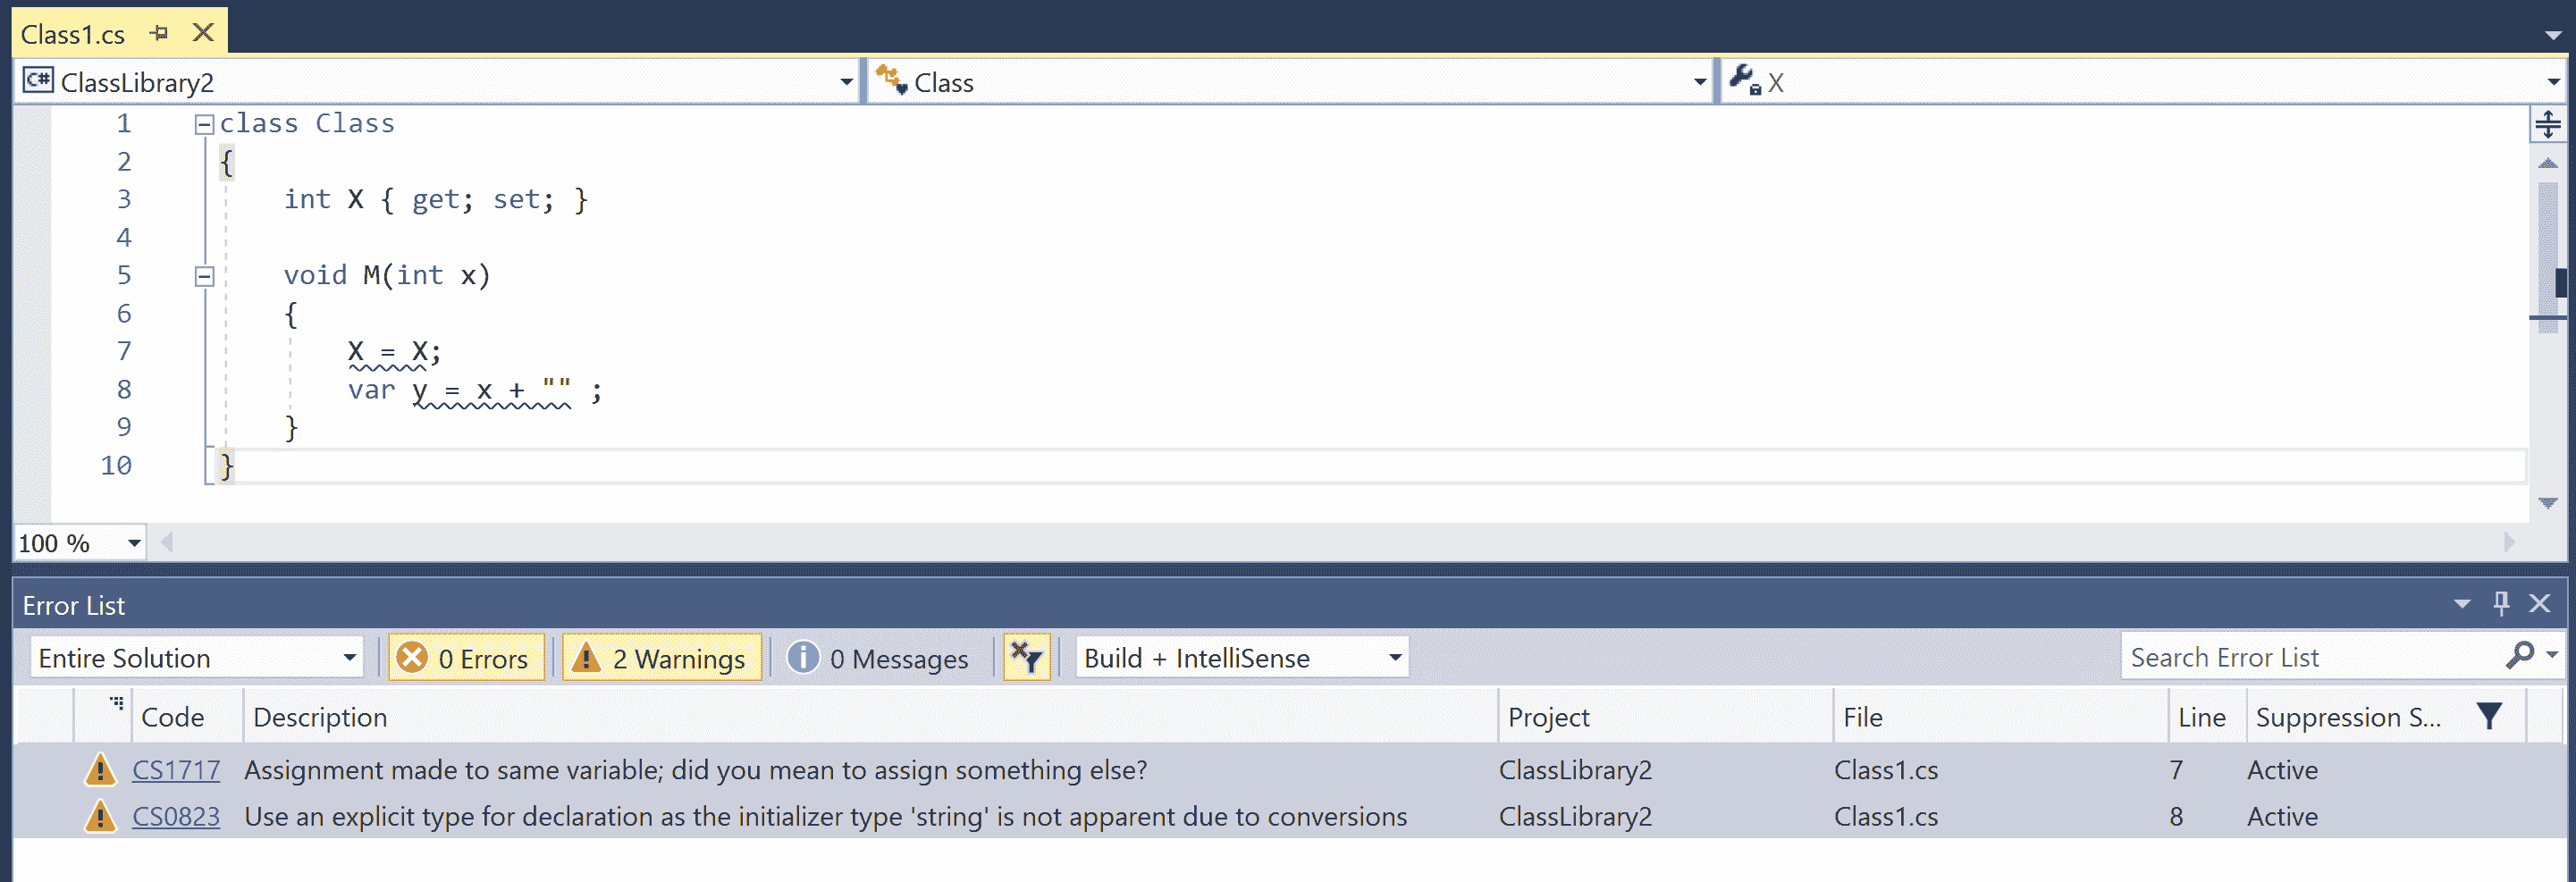 Class1.cs
C# ClassLibrary2 Class X
1 class Class
2 {
3 int X { get; set; }
4
5 void M(int x)
6 {
7 X = X;
8 var y = x + "" ;
9 }
10 }
100 %
Error List
Entire Solution 0 Errors 2 Warnings 0 Messages Build + IntelliSense Search Error List
Code Description Project File Line Suppression S...
CS1717 Assignment made to same variable; did you mean to assign something else? ClassLibrary2 Class1.cs 7 Active
CS0823 Use an explicit type for declaration as the initializer type 'string' is not apparent due to conversions ClassLibrary2 Class1.cs 8 Active